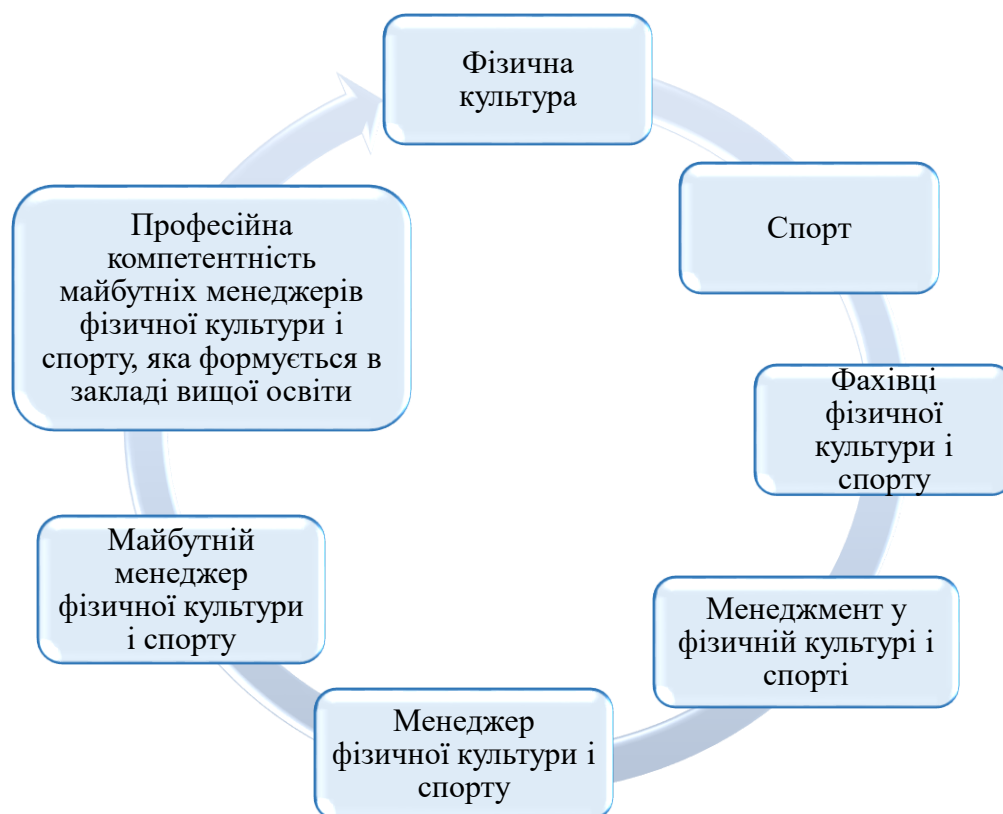 Фізична
культура
Спорт
Фахівці
фізичної
культури і
спорту
Менеджмент у
фізичній культурі і
спорті
Менеджер
фізичної культури і
спорту
Майбутній
менеджер
фізичної культури
і спорту
Професійна
компетентність
майбутніх менеджерів
фізичної культури і
спорту, яка формується в
закладі вищої освіти